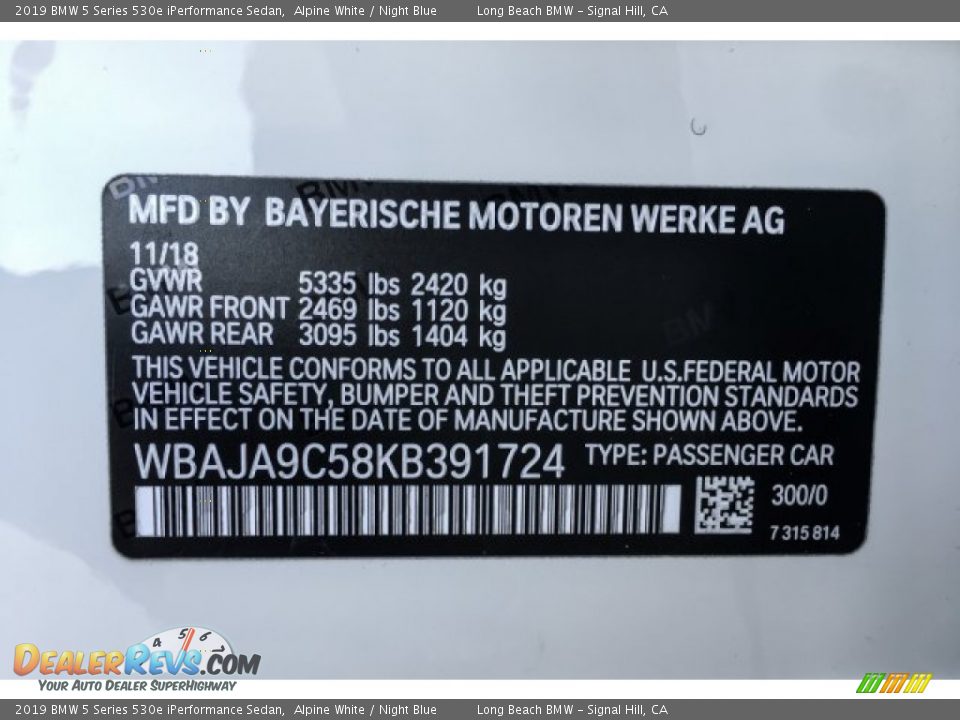 2019 BMW 5 Series 530e iPerformance Sedan, Alpine White / Night Blue Long Beach BMW - Signal Hill, CA
MFD BY BAYERISCHE MOTOREN WERKE AG
11/18
GVWR 5335 lbs 2420 kg
GAWR FRONT 2469 lbs 1120 kg
GAWR REAR 3095 lbs 1404 kg
THIS VEHICLE CONFORMS TO ALL APPLICABLE U.S.FEDERAL MOTOR
VEHICLE SAFETY, BUMPER AND THEFT PREVENTION STANDARDS
IN EFFECT ON THE DATE OF MANUFACTURE SHOWN ABOVE.
WBAJA9C58KB391724 TYPE: PASSENGER CAR
300/0
7 315 814
4 5 6 7
DEALERREVS.COM
YOUR AUTO DEALER SUPERHIGHWAY
2019 BMW 5 Series 530e iPerformance Sedan, Alpine White / Night Blue Long Beach BMW - Signal Hill, CA